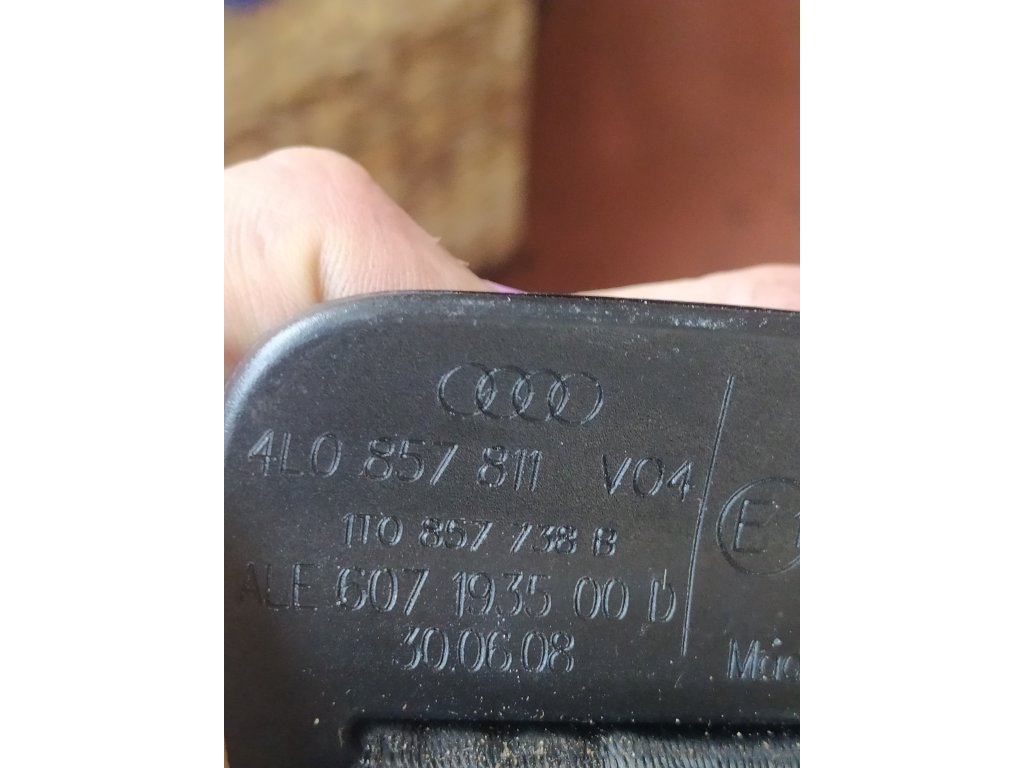 4L0 857 811 V04
1T0 857 738 B
ALE 607 1935 00 D
30.06.08
E